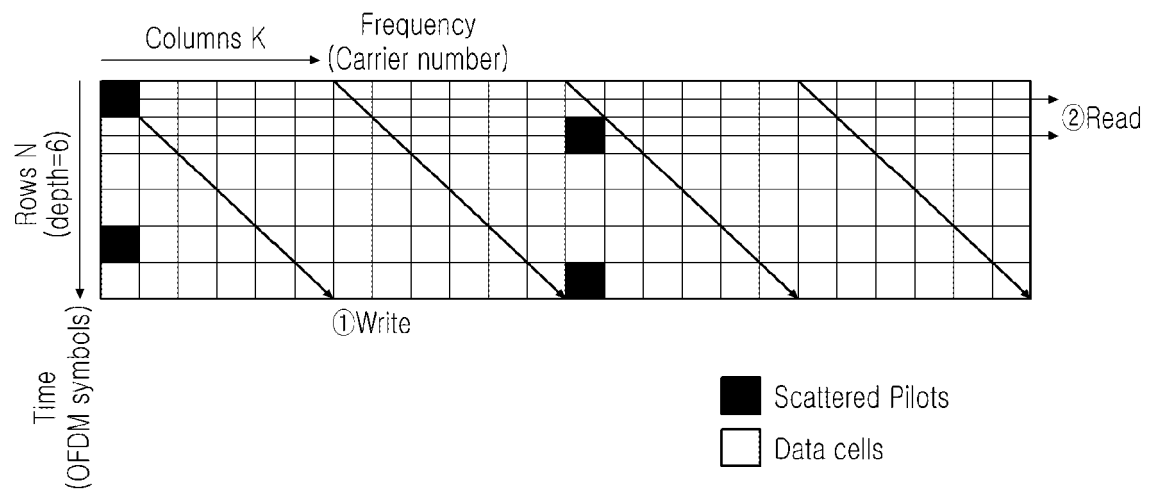 Columns K
Frequency
(Carrier number)
②Read
Rows N
(depth=6)
①Write
Time
(OFDM symbols)
Scattered Pilots
Data cells